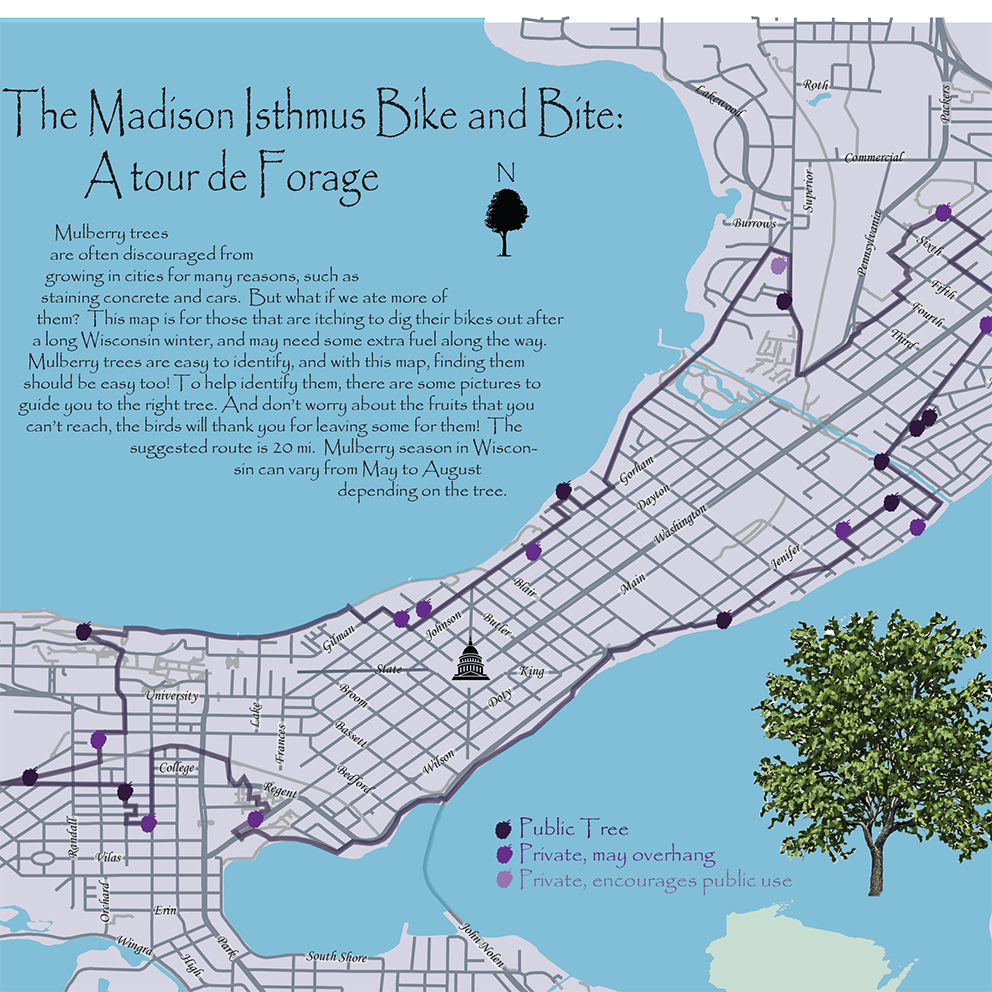 The Madison Isthmus Bike and Bite:
A tour de Forage
N
Mulberry trees
are often discouraged from
growing in cities for many reasons, such as
staining concrete and cars. But what if we ate more of
them? This map is for those that are itching to dig their bikes out after
a long Wisconsin winter, and may need some extra fuel along the way.
Mulberry trees are easy to identify, and with this map, finding them
should be easy too! To help identify them, there are some pictures to
guide you to the right tree. And don't worry about the fruits that you
can't reach, the birds will thank you for leaving some for them! The
suggested route is 20 mi. Mulberry season in Wiscon-
sin can vary from May to August
depending on the tree.
Lakewood
Roth
Packers
Commercial
Superior
Burrows
Pennsylvania
Sixth
Fifth
Fourth
Third
Gorham
Dayton
Washington
Jenifer
Main
Blair
Butler
Johnson
Gilman
State
King
Doty
Broom
University
Lake
Frances
Bassett
Wilson
Bedford
College
Regent
Randall
Vilas
Orchard
Erin
Wingra
High
Park
South Shore
John Nolen
Public Tree
Private, may overhang
Private, encourages public use